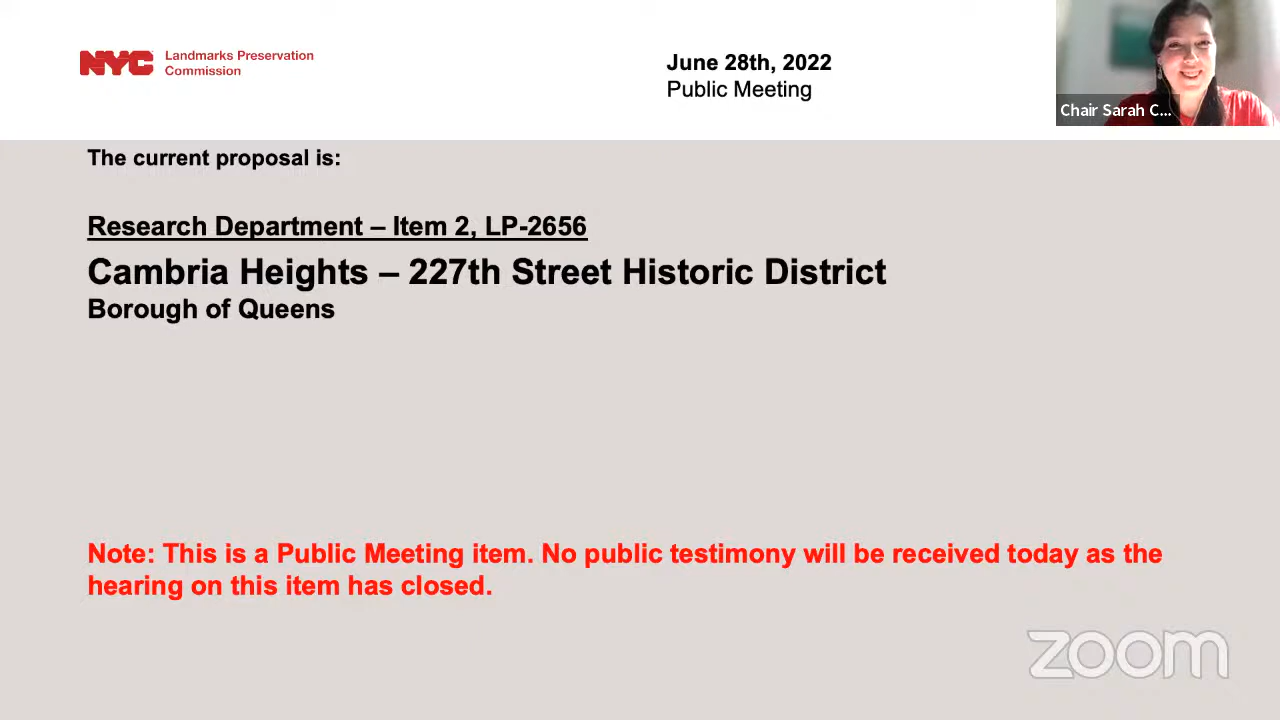 NYC Landmarks Preservation
Commission
June 28th, 2022
Public Meeting
Chair Sarah C...
The current proposal is:
Research Department – Item 2, LP-2656
Cambria Heights – 227th Street Historic District
Borough of Queens
Note: This is a Public Meeting item. No public testimony will be received today as the
hearing on this item has closed.
zoom